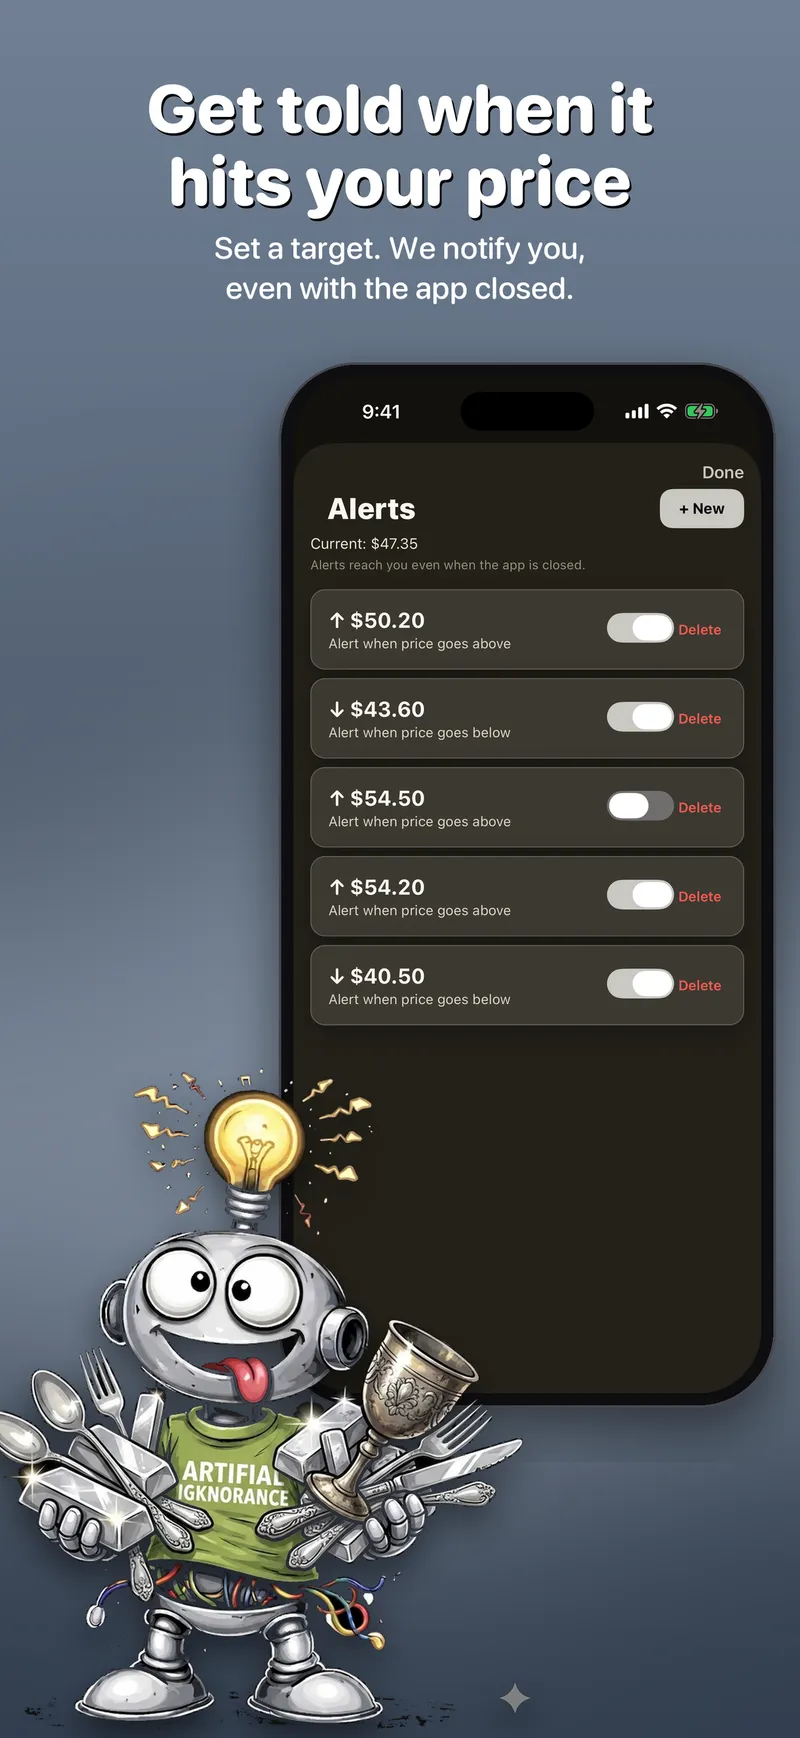 Get told when it
hits your price
Set a target. We notify you,
even with the app closed.
9:41
Done
Alerts
+ New
Current: $47.35
Alerts reach you even when the app is closed.
↑ $50.20
Alert when price goes above
Delete
↓ $43.60
Alert when price goes below
Delete
↑ $54.50
Alert when price goes above
Delete
↑ $54.20
Alert when price goes above
Delete
↓ $40.50
Alert when price goes below
Delete
ARTIFIAL
IGKNORANCE